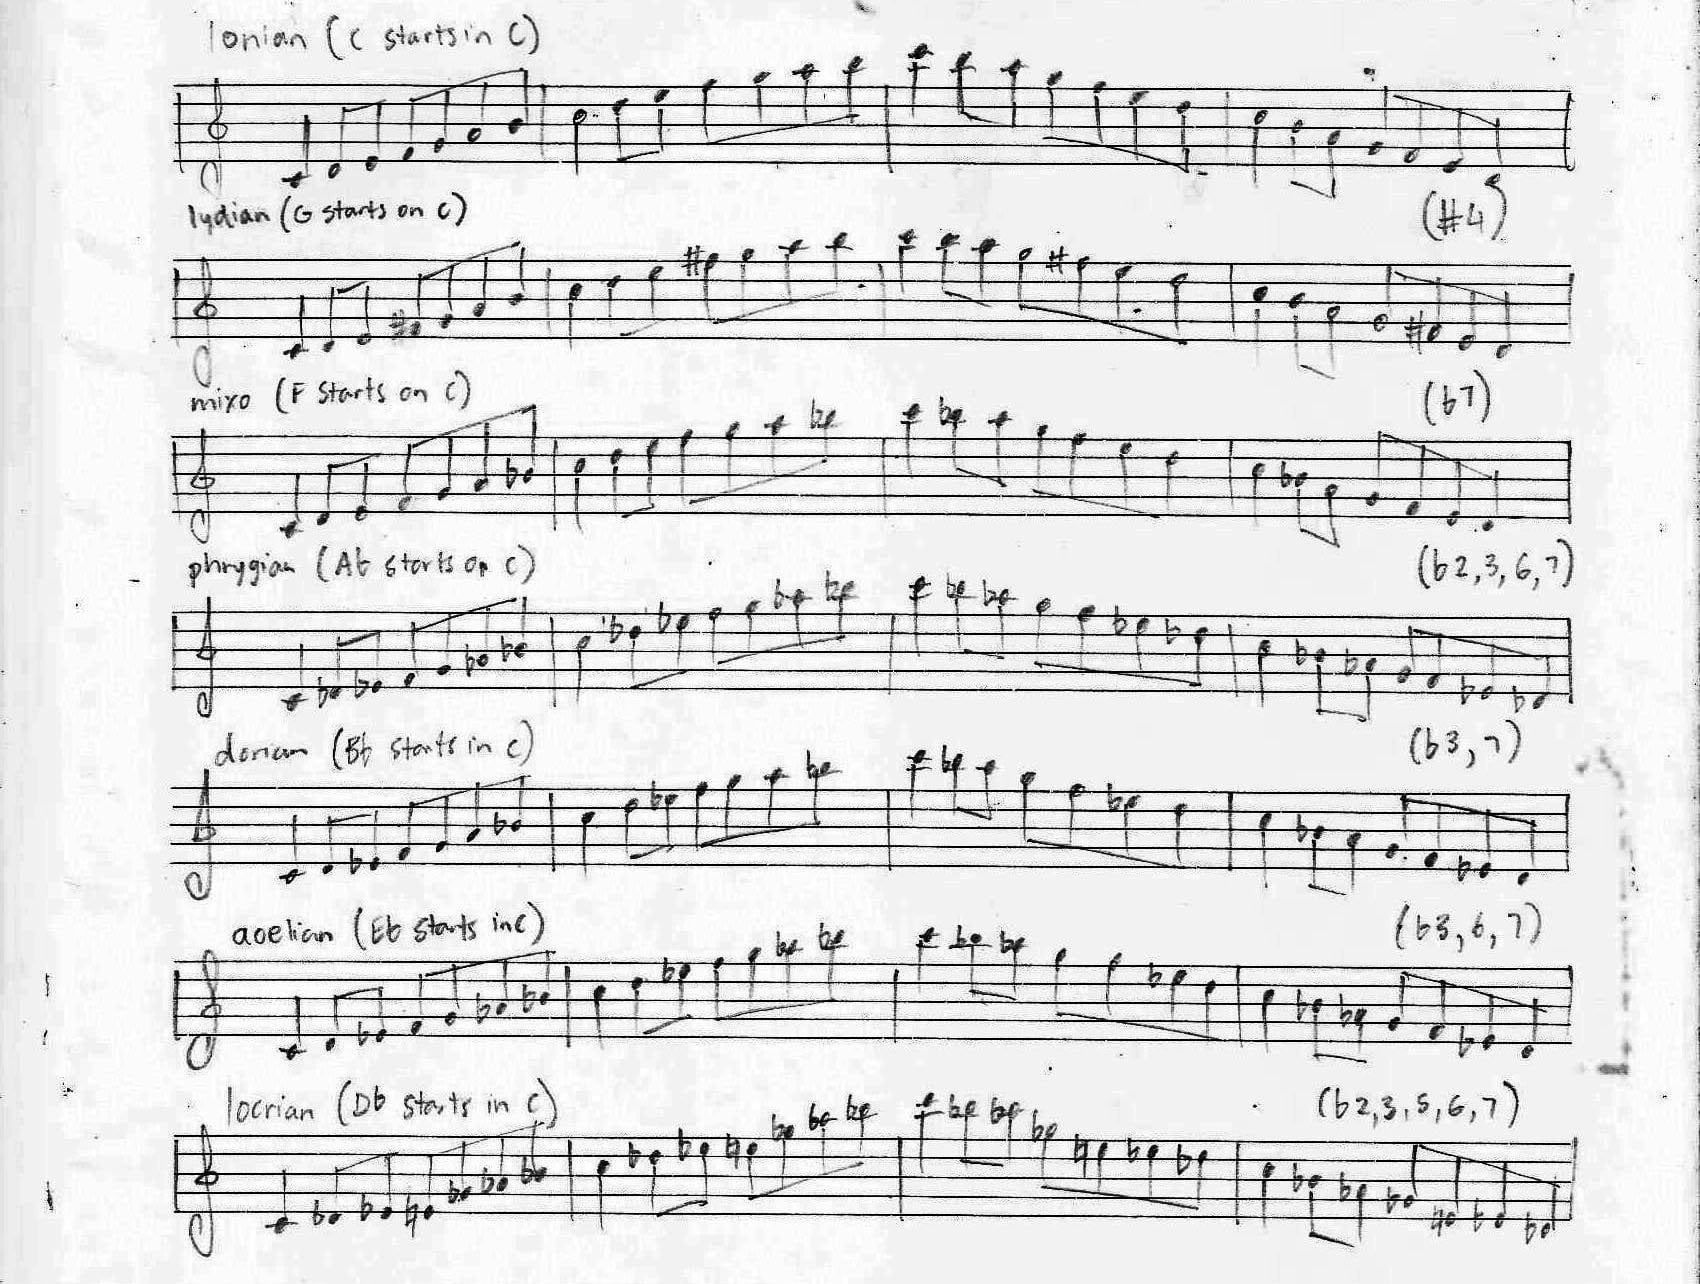 Ionian (C starts in C)
lydian (G starts on C)
(#4)
mixo (F starts on C)
(b7)
phrygian (Ab starts on C)
(b2,3,6,7)
dorian (Bb starts in C)
(b3,7)
aoelian (Eb starts in C)
(b3,6,7)
locrian (Db starts in C)
(b2,3,5,6,7)